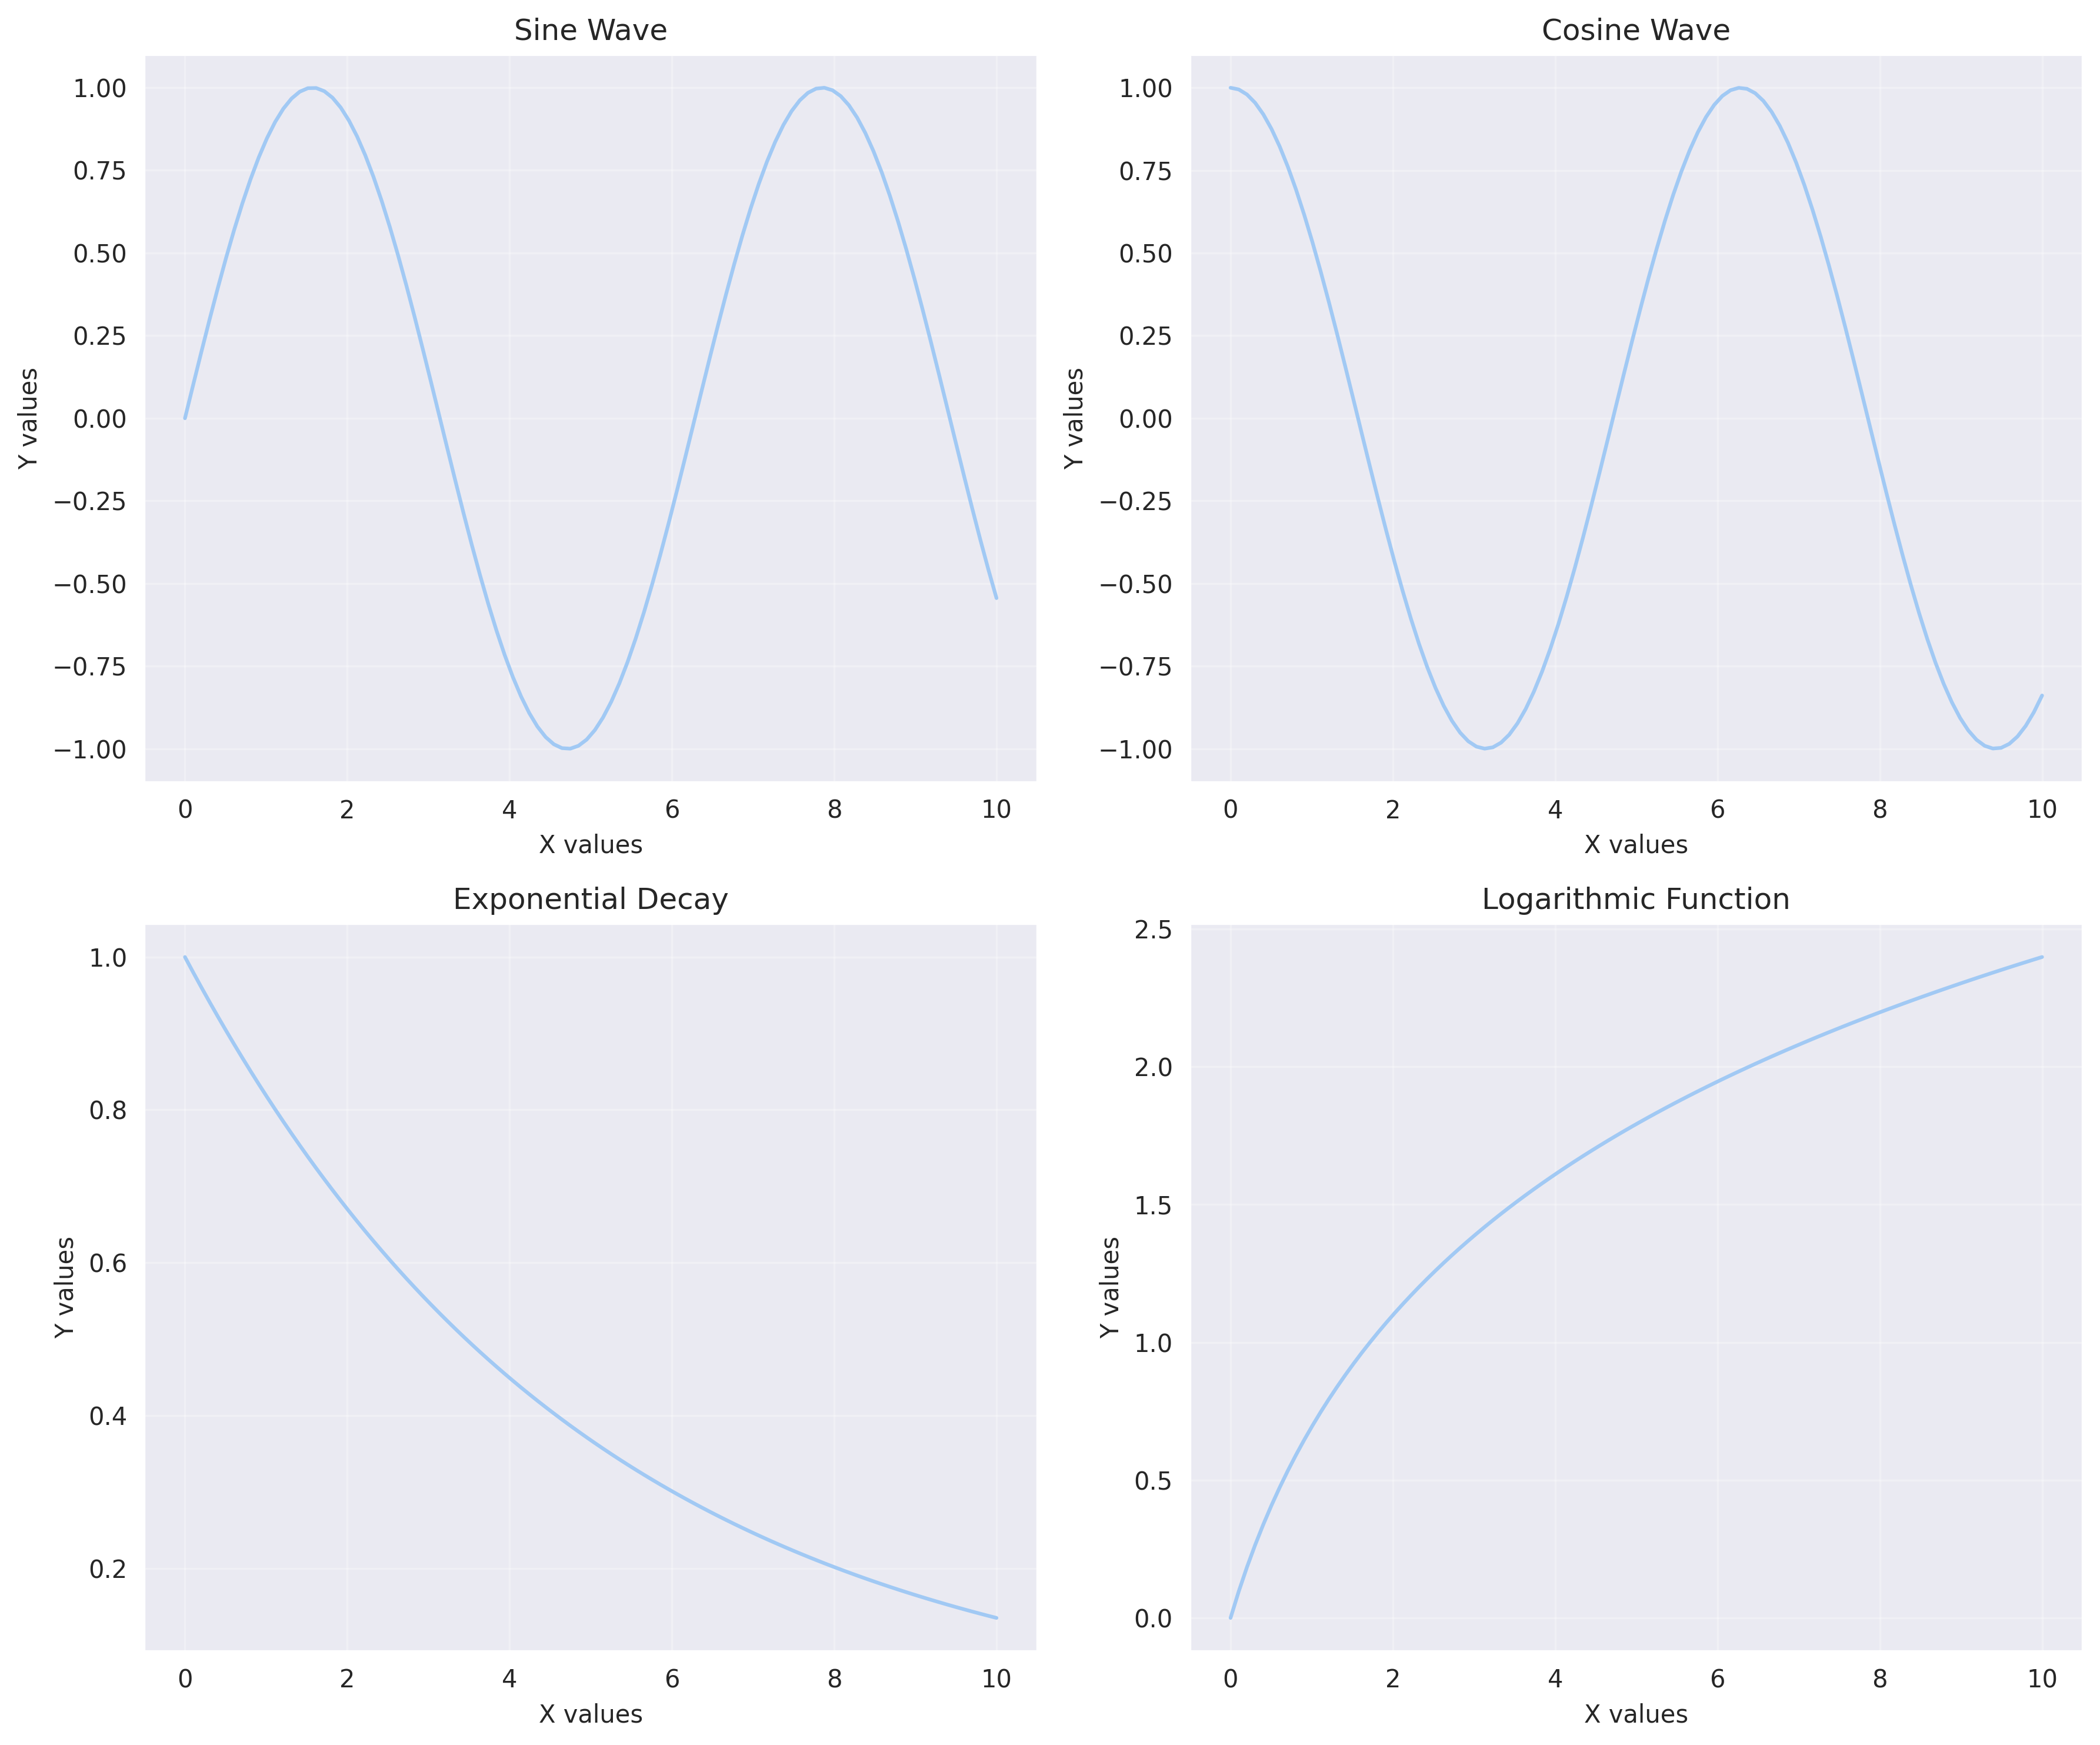 Sine Wave
1.00
0.75
0.50
0.25
0.00
−0.25
−0.50
−0.75
−1.00
Y values
0 2 4 6 8 10
X values
Cosine Wave
1.00
0.75
0.50
0.25
0.00
−0.25
−0.50
−0.75
−1.00
Y values
0 2 4 6 8 10
X values
Exponential Decay
1.0
0.8
0.6
0.4
0.2
Y values
0 2 4 6 8 10
X values
Logarithmic Function
2.5
2.0
1.5
1.0
0.5
0.0
Y values
0 2 4 6 8 10
X values